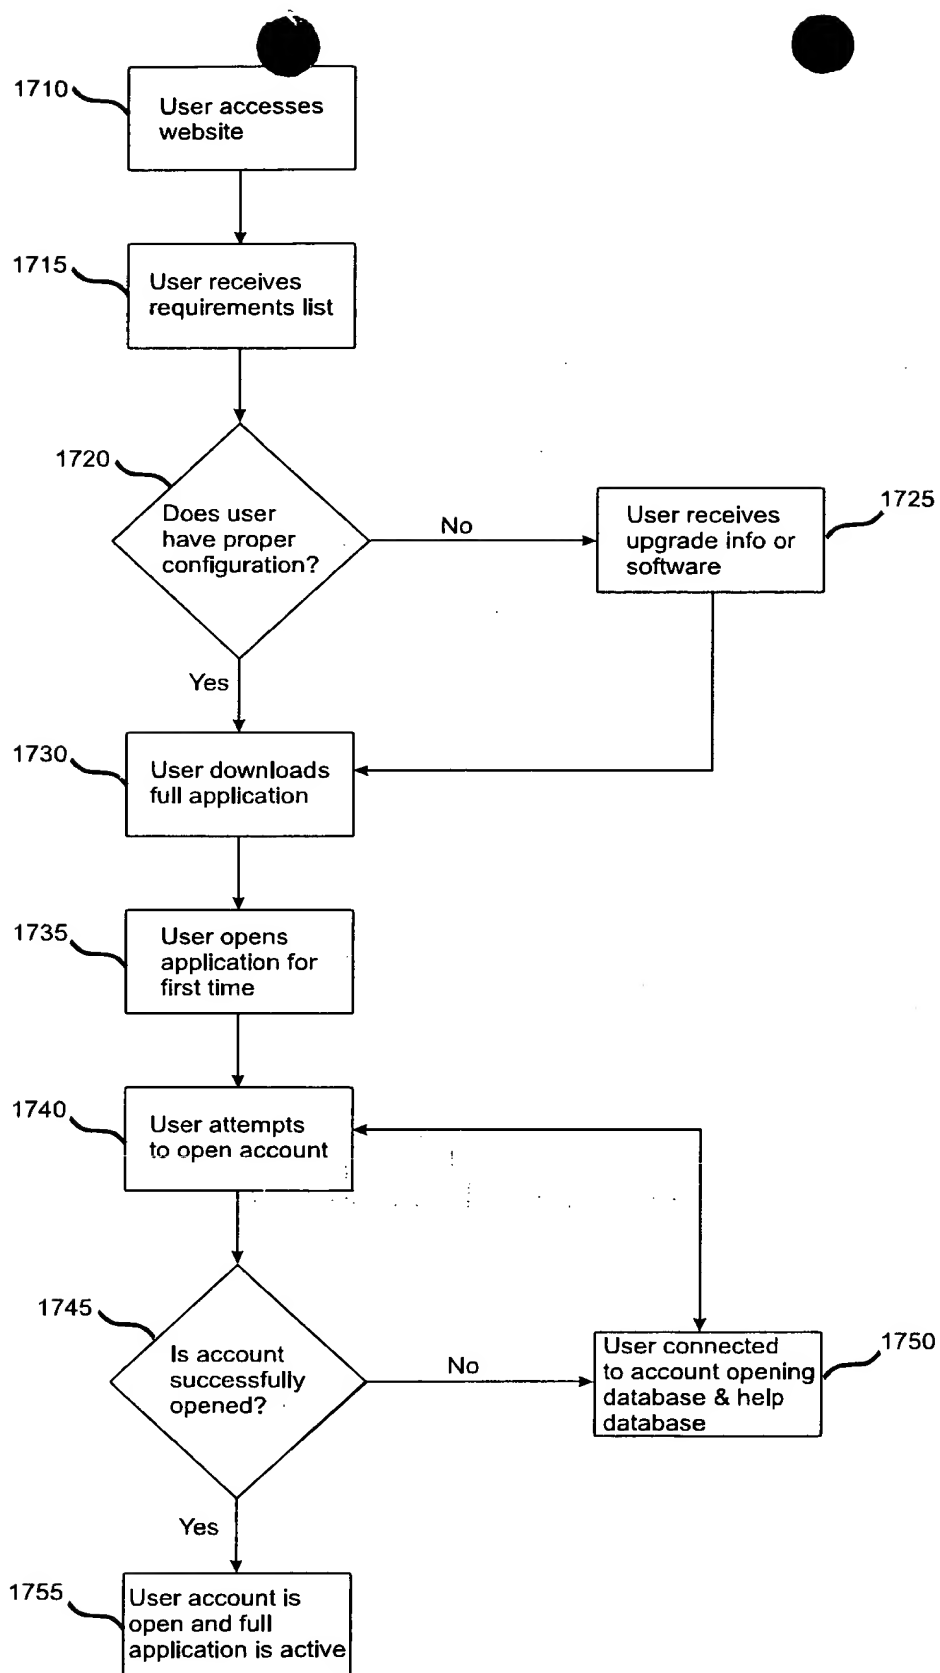 1710
User accesses
website
1715
User receives
requirements list
1720
Does user
have proper
configuration?
No
User receives
upgrade info or
software
1725
Yes
1730
User downloads
full application
1735
User opens
application for
first time
1740
User attempts
to open account
1745
Is account
successfully
opened?
No
User connected
to account opening
database & help
database
1750
Yes
1755
User account is
open and full
application is active